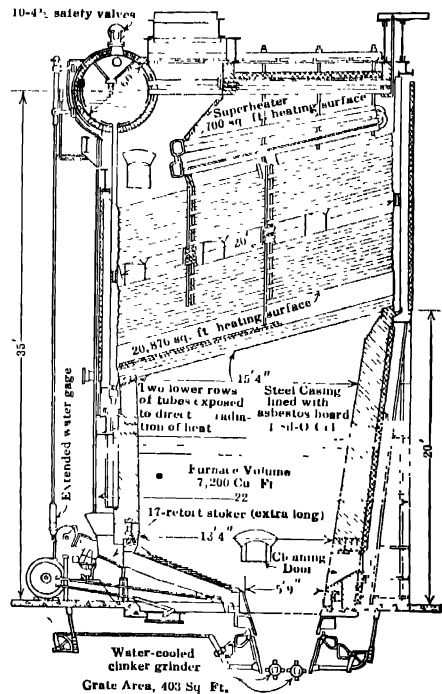 10-4½ safety valves
60"
Superheater
700 sq. ft. heating surface
20'
20,876 sq. ft heating surface
15'4"
Two lower rows
of tubes exposed
to direct
tion of heat
Steel Casing
lined with
asbestos board
35'
20'
Extended water gage
Furnace Volume
7,200 Cu Ft
22
17-retort stoker (extra long)
13'4"
Cleaning
Door
5'9"
Water-cooled
clinker grinder
Grate Area, 403 Sq Ft.